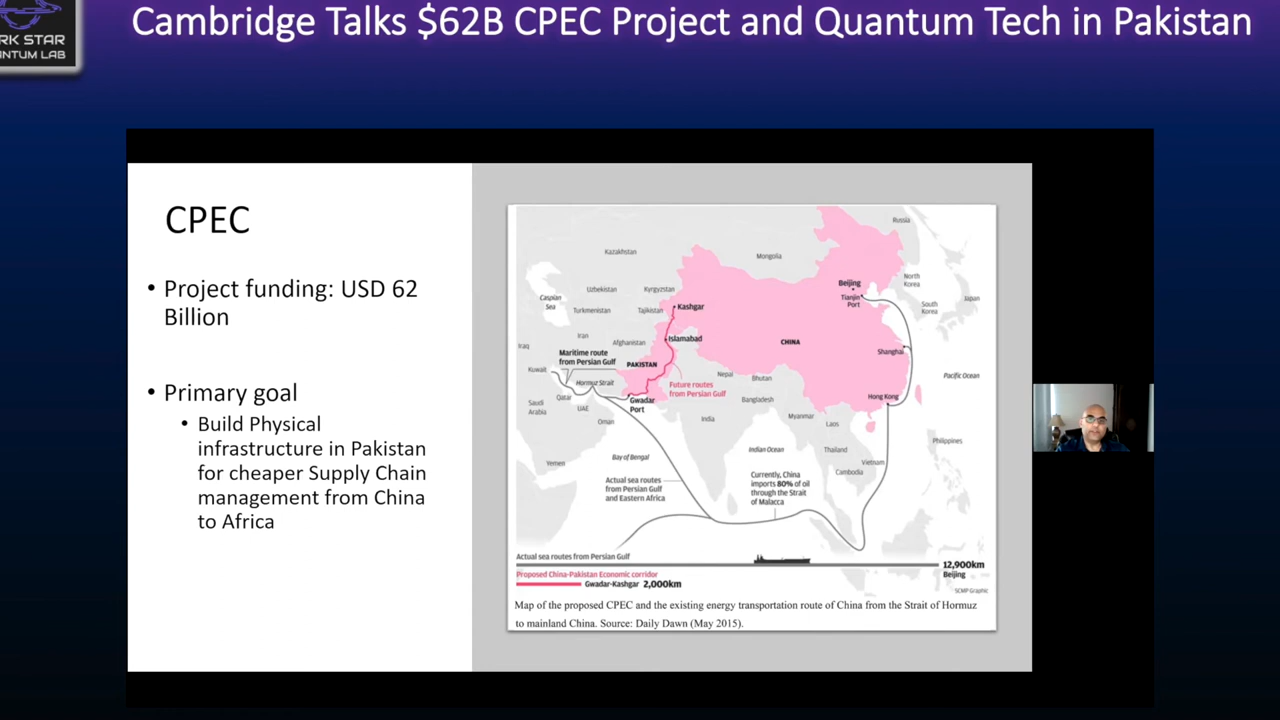 Cambridge Talks $62B CPEC Project and Quantum Tech in Pakistan
RK STAR
NTUM LAB
CPEC
• Project funding: USD 62
Billion
• Primary goal
• Build Physical
infrastructure in Pakistan
for cheaper Supply Chain
management from China
to Africa
Russia
Kazakhstan
Mongolia
North
Korea
Beijing
Tianjin
Port
Uzbekistan
Kyrgyzstan
Caspian
Sea
Japan
South
Korea
Kashgar
Turkmenistan
Tajikistan
Iran
Islamabad
Afghanistan
CHINA
Iraq
Shanghai
Maritime route
from Persian Gulf
PAKISTAN
Kuwait
Nepal
Bhutan
Pacific Ocean
Hormuz Strait
Future routes
from Persian Gulf
Qatar
Saudi
Arabia
UAE
Gwadar
Port
Bangladesh
Hong Kong
Oman
India
Myanmar
Laos
Philippines
Yemen
Bay of Bengal
Indian Ocean
Thailand
Vietnam
Cambodia
Actual sea routes
from Persian Gulf
and Eastern Africa
Currently, China
imports 80% of oil
through the Strait
of Malacca
Actual sea routes from Persian Gulf
12,900km
Beijing
Proposed China-Pakistan Economic corridor
Gwadar-Kashgar 2,000km
SCMP Graphic
Map of the proposed CPEC and the existing energy transportation route of China from the Strait of Hormuz
to mainland China. Source: Daily Dawn (May 2015).